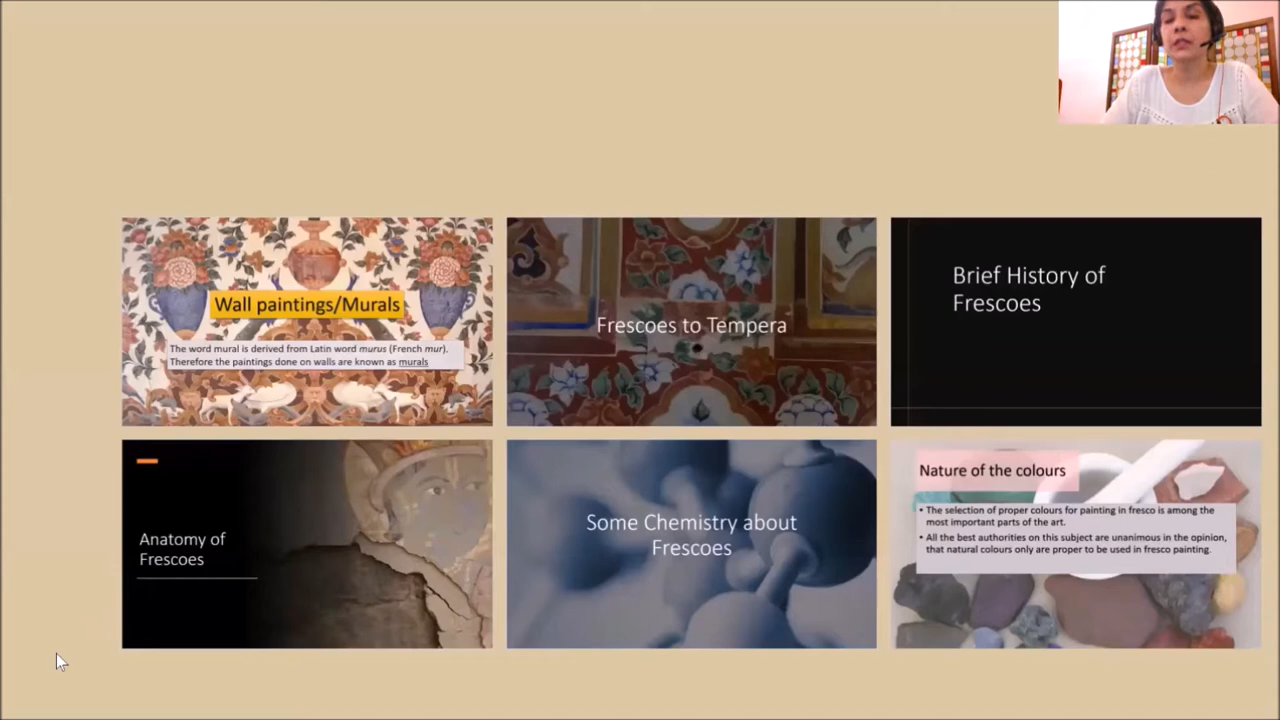 Wall paintings/Murals
The word mural is derived from Latin word murus (French mur).
Therefore the paintings done on walls are known as murals
Frescoes to Tempera
Brief History of
Frescoes
Anatomy of
Frescoes
Some Chemistry about
Frescoes
Nature of the colours
• The selection of proper colours for painting in fresco is among the
most important parts of the art.
• All the best authorities on this subject are unanimous in the opinion,
that natural colours only are proper to be used in fresco painting.